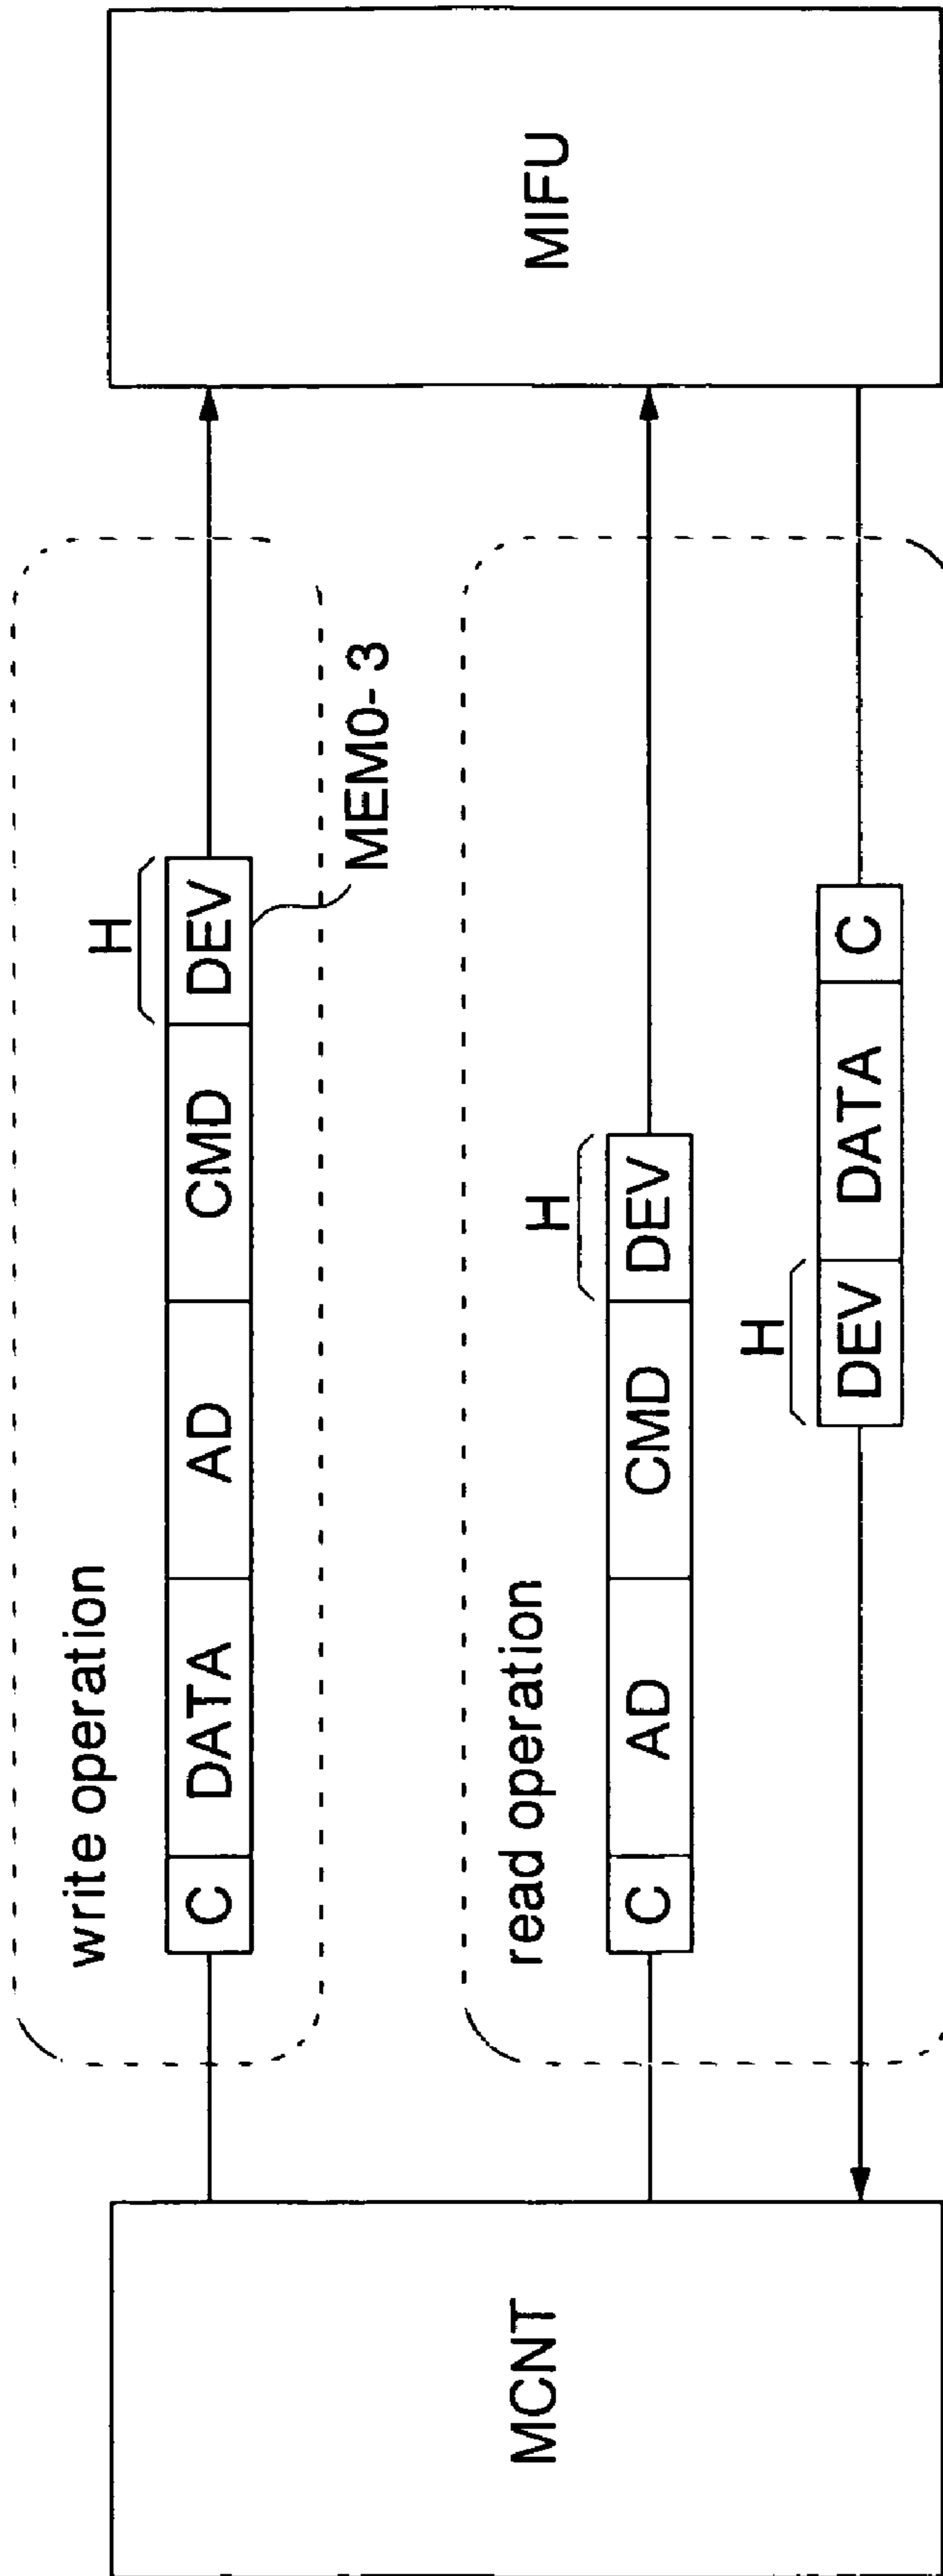 write operation
H
C DATA AD CMD DEV
MEM0-3
MCNT
MIFU
read operation
H
C AD CMD DEV
H
DEV DATA C